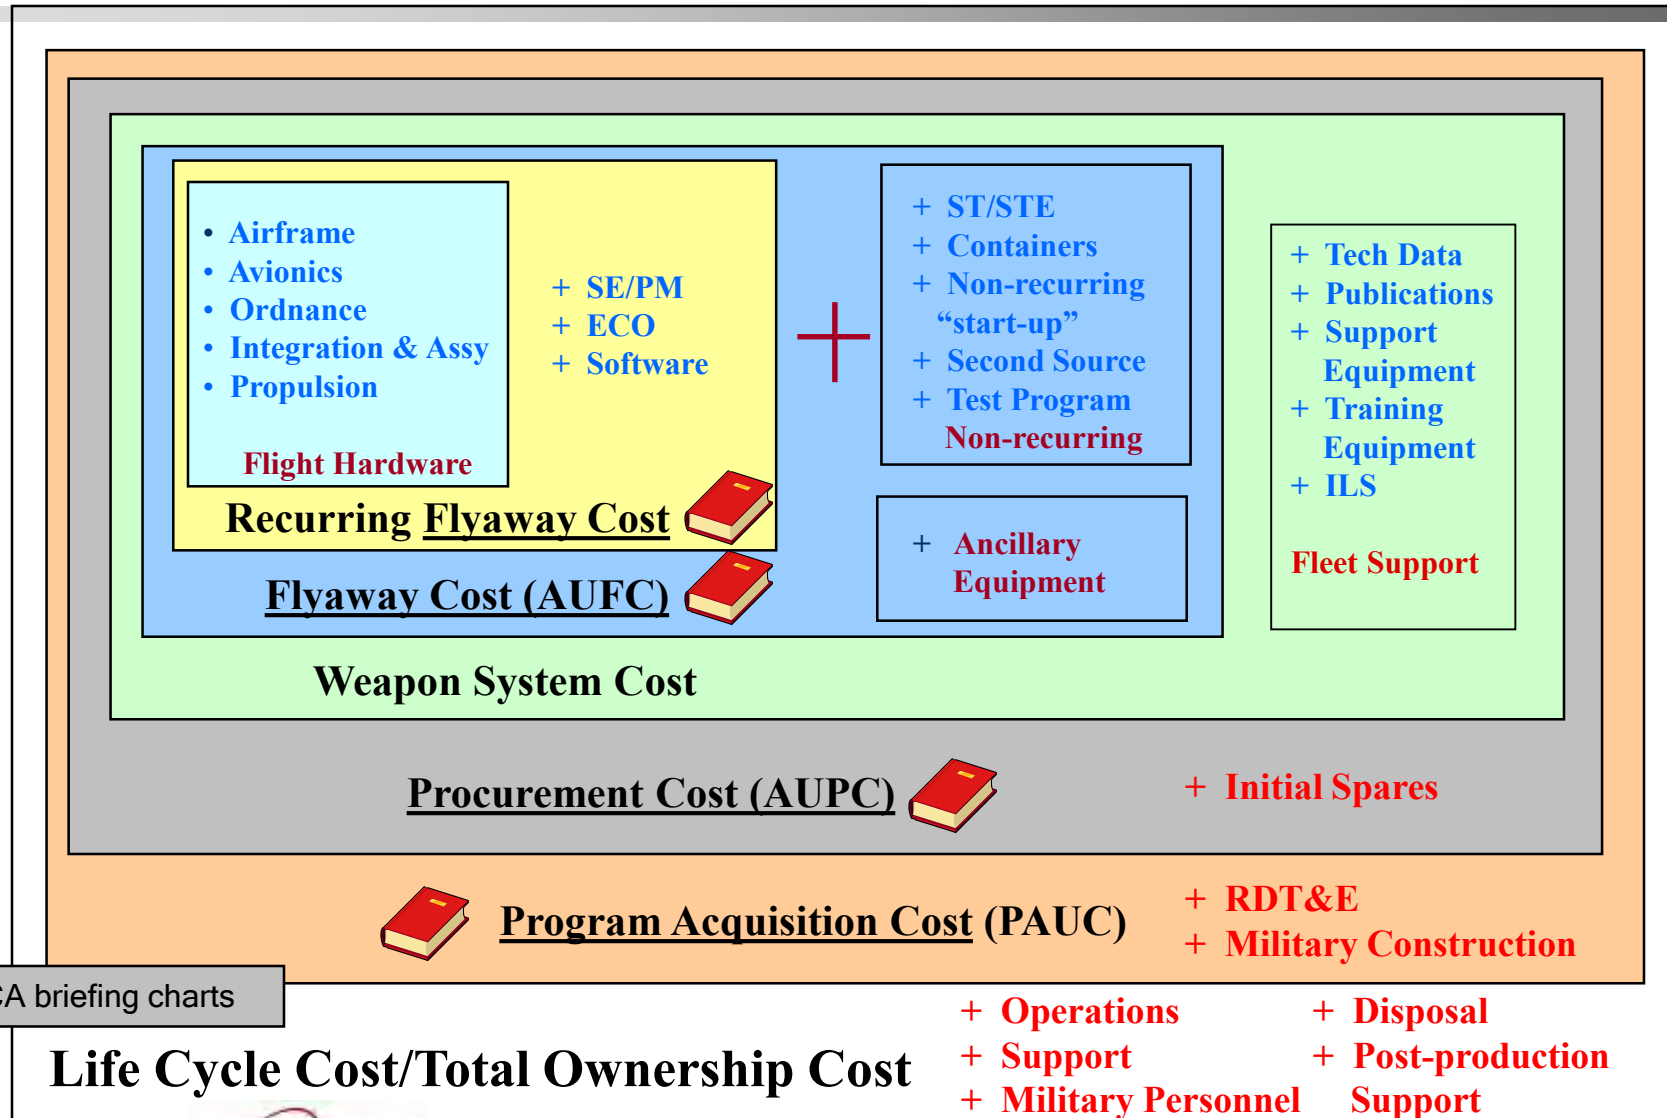 • Airframe
• Avionics
• Ordnance
• Integration & Assy
• Propulsion
Flight Hardware
+ SE/PM
+ ECO
+ Software
Recurring Flyaway Cost
+
+ ST/STE
+ Containers
+ Non-recurring
“start-up”
+ Second Source
+ Test Program
Non-recurring
+ Ancillary
Equipment
Flyaway Cost (AUFC)
+ Tech Data
+ Publications
+ Support
Equipment
+ Training
Equipment
+ ILS
Fleet Support
Weapon System Cost
Procurement Cost (AUPC)
+ Initial Spares
Program Acquisition Cost (PAUC)
+ RDT&E
+ Military Construction
CA briefing charts
Life Cycle Cost/Total Ownership Cost
+ Operations
+ Support
+ Military Personnel
+ Disposal
+ Post-production
Support